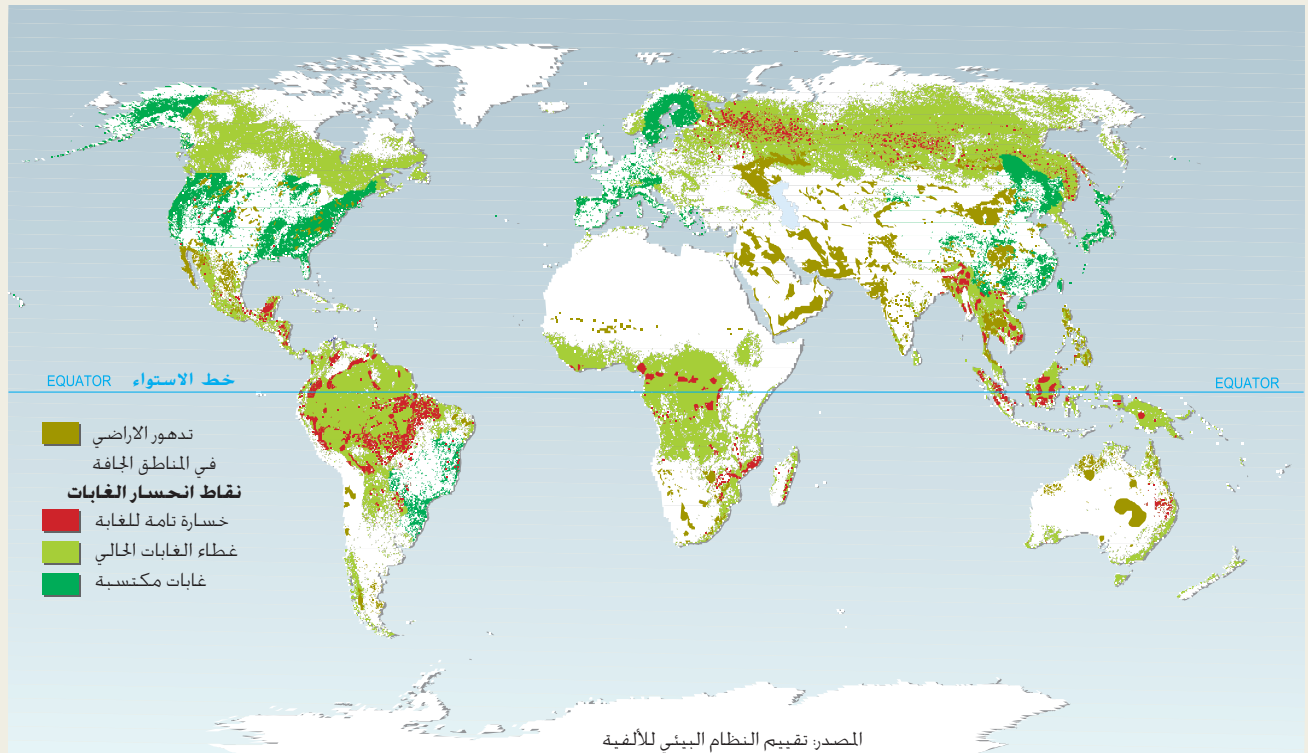 EQUATOR خط الاستواء
EQUATOR
تدهور الاراضي
في المناطق الجافة
نقاط انحسار الغابات
خسارة تامة للغابة
غطاء الغابات الحالي
غابات مكتسبة
المصدر: تقييم النظام البيئي للألفية